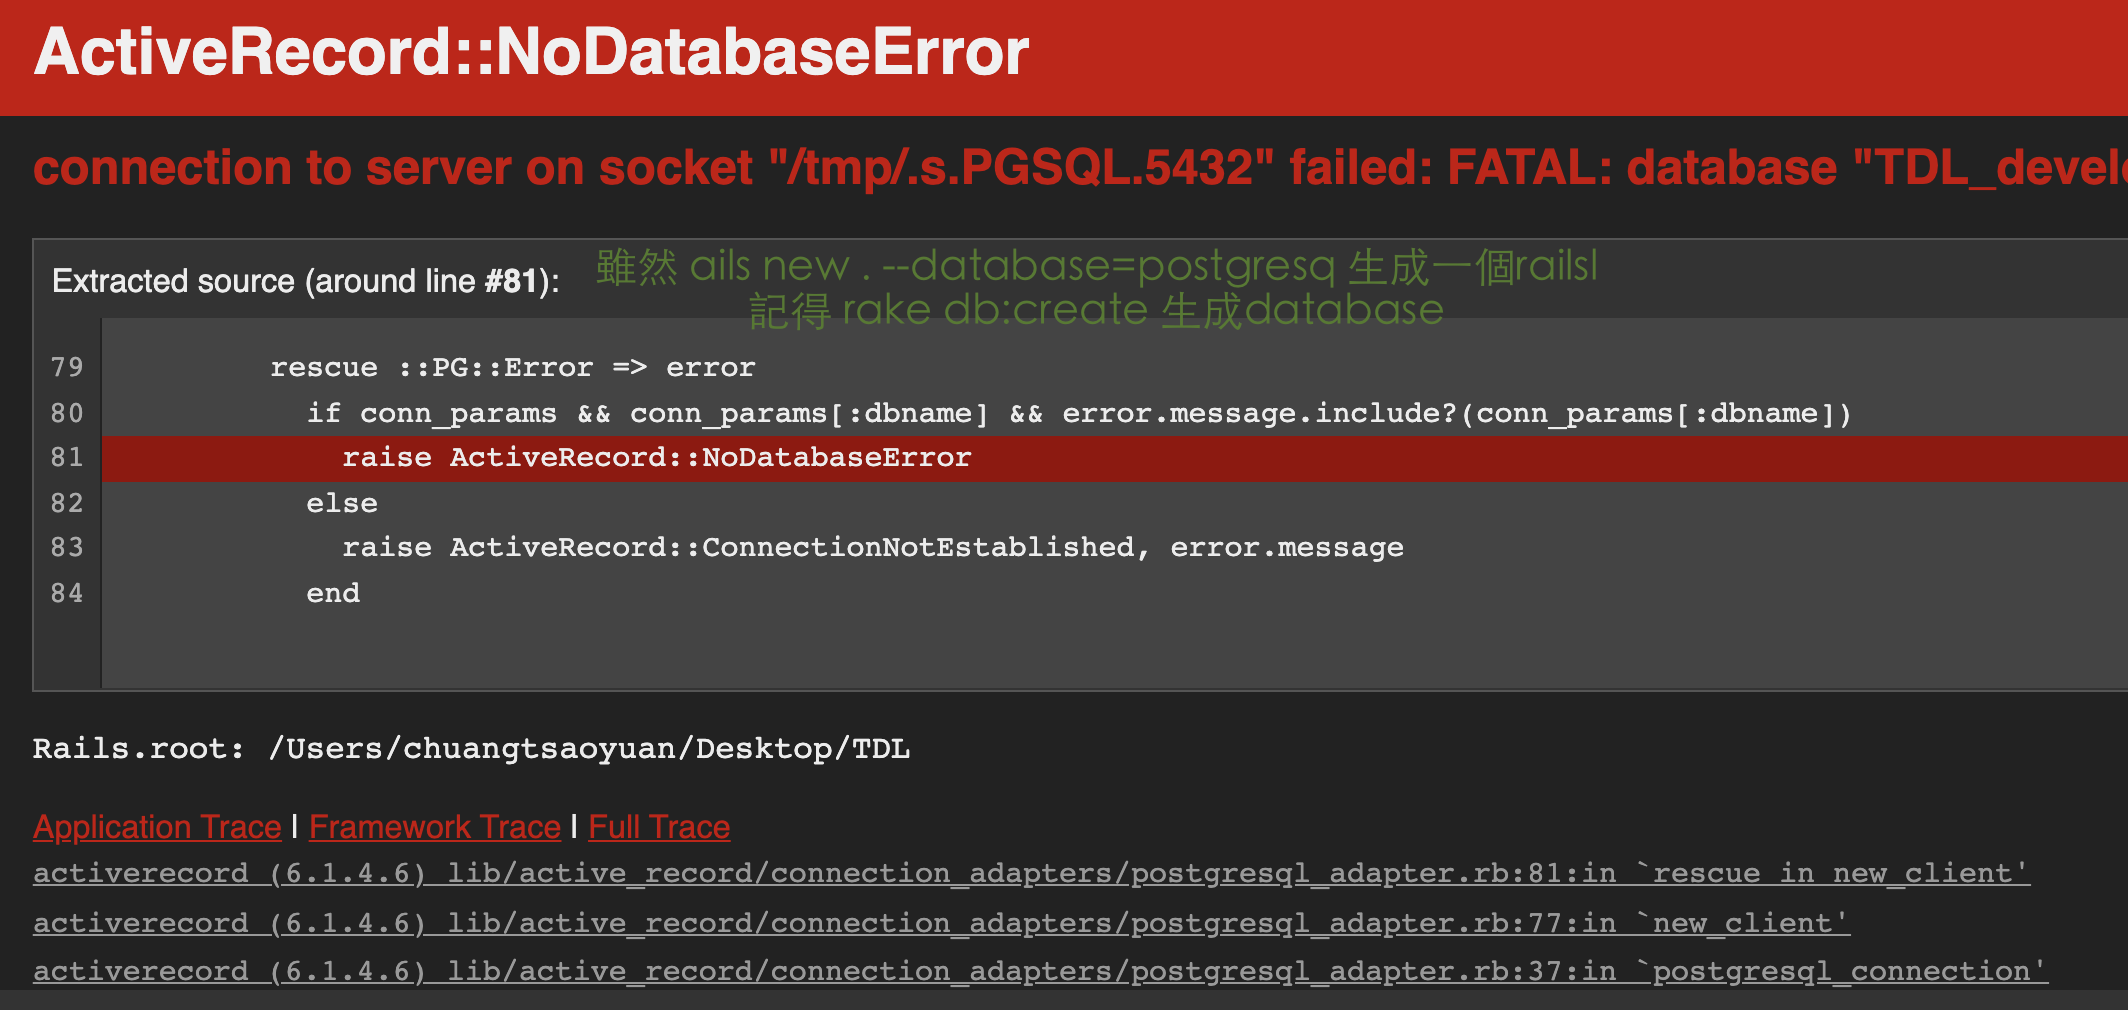 ActiveRecord::NoDatabaseError
connection to server on socket "/tmp/.s.PGSQL.5432" failed: FATAL: database "TDL_devel
Extracted source (around line #81):
雖然 ails new . --database=postgresq 生成一個railsl
記得 rake db:create 生成database
79 rescue ::PG::Error => error
80 if conn_params && conn_params[:dbname] && error.message.include?(conn_params[:dbname])
81 raise ActiveRecord::NoDatabaseError
82 else
83 raise ActiveRecord::ConnectionNotEstablished, error.message
84 end
Rails.root: /Users/chuangtsaoyuan/Desktop/TDL
Application Trace | Framework Trace | Full Trace
activerecord (6.1.4.6) lib/active_record/connection_adapters/postgresql_adapter.rb:81:in `rescue in new_client'
activerecord (6.1.4.6) lib/active_record/connection_adapters/postgresql_adapter.rb:77:in `new_client'
activerecord (6.1.4.6) lib/active_record/connection_adapters/postgresql_adapter.rb:37:in `postgresql_connection'